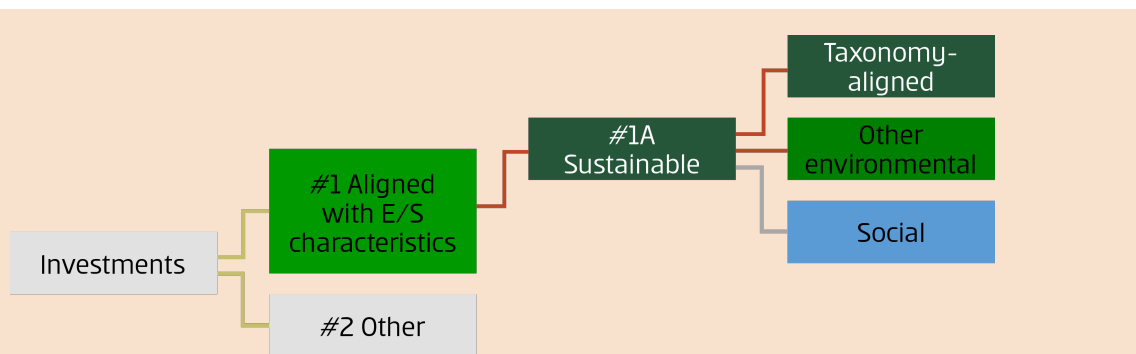 Taxonomy-
aligned
#1A
Sustainable
Other
environmental
#1 Aligned
with E/S
characteristics
Social
Investments
#2 Other